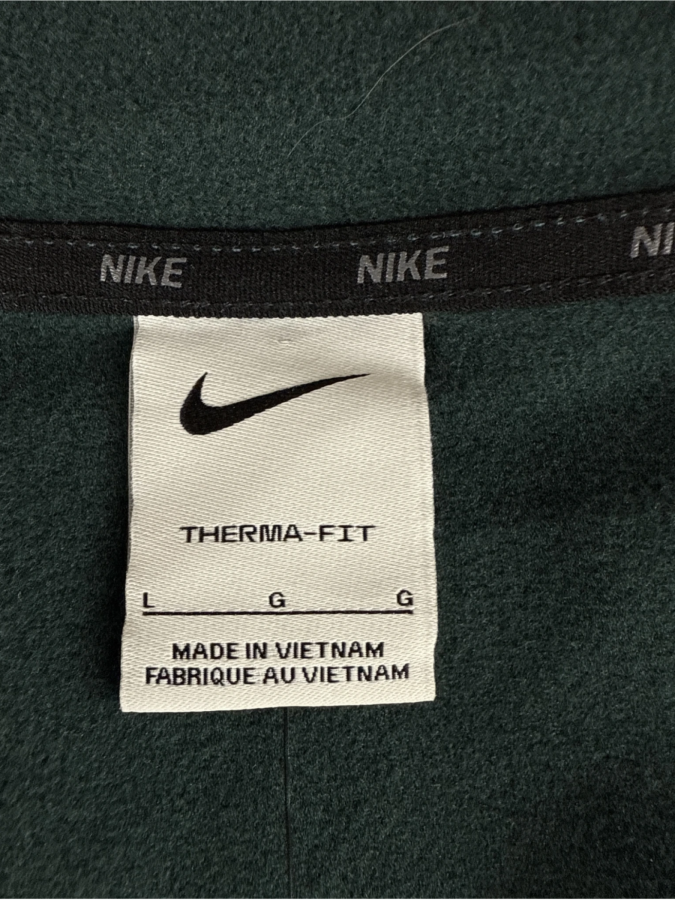 NIKE NIKE NI
THERMA-FIT
L G G
MADE IN VIETNAM
FABRIQUE AU VIETNAM